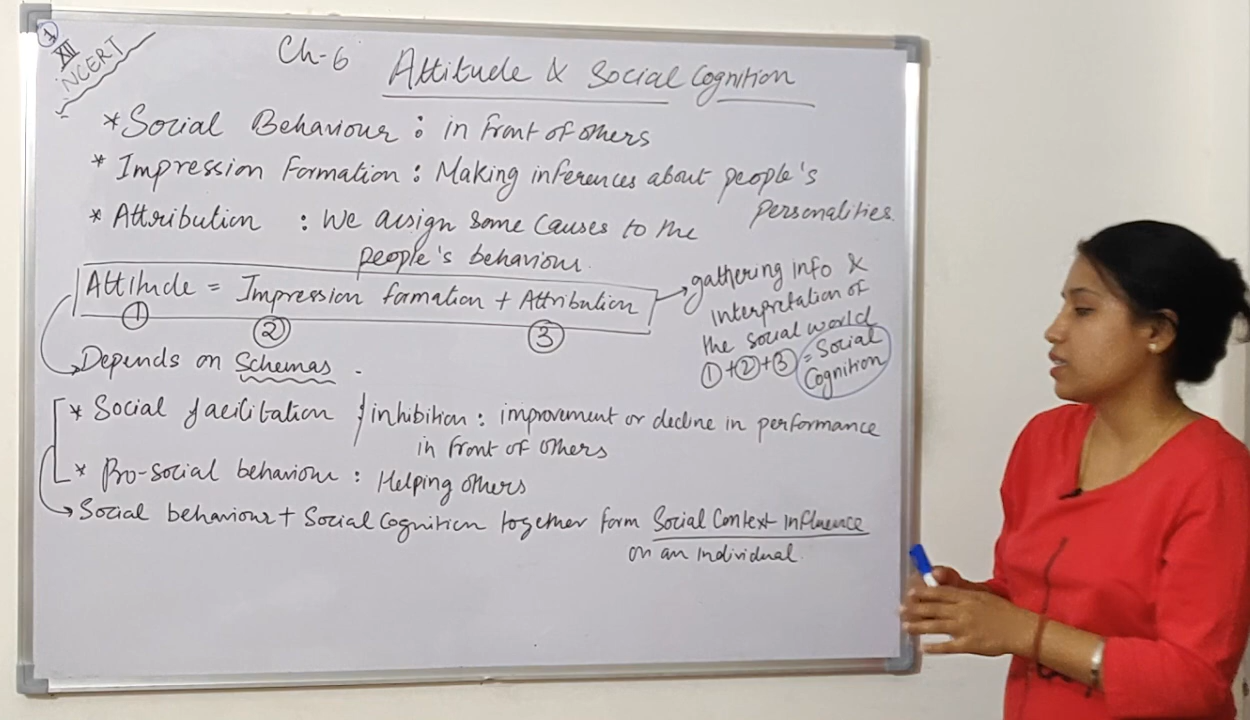 1
XII
NCERT
Ch-6 Attitude & Social Cognition
* Social Behaviour : in front of others
* Impression Formation : Making inferences about people's
personalities.
* Attribution : We assign some causes to the
people's behaviour.
Attitude = Impression formation + Attribution
① ② ③
gathering info &
interpretation of
the social world
①+②+③ = Social
Cognition
Depends on Schemas.
* Social facilitation / inhibition : improvement or decline in performance
in front of others
* Pro-social behaviour : Helping others
Social behaviour + Social Cognition together form Social Context Influence
on an individual.